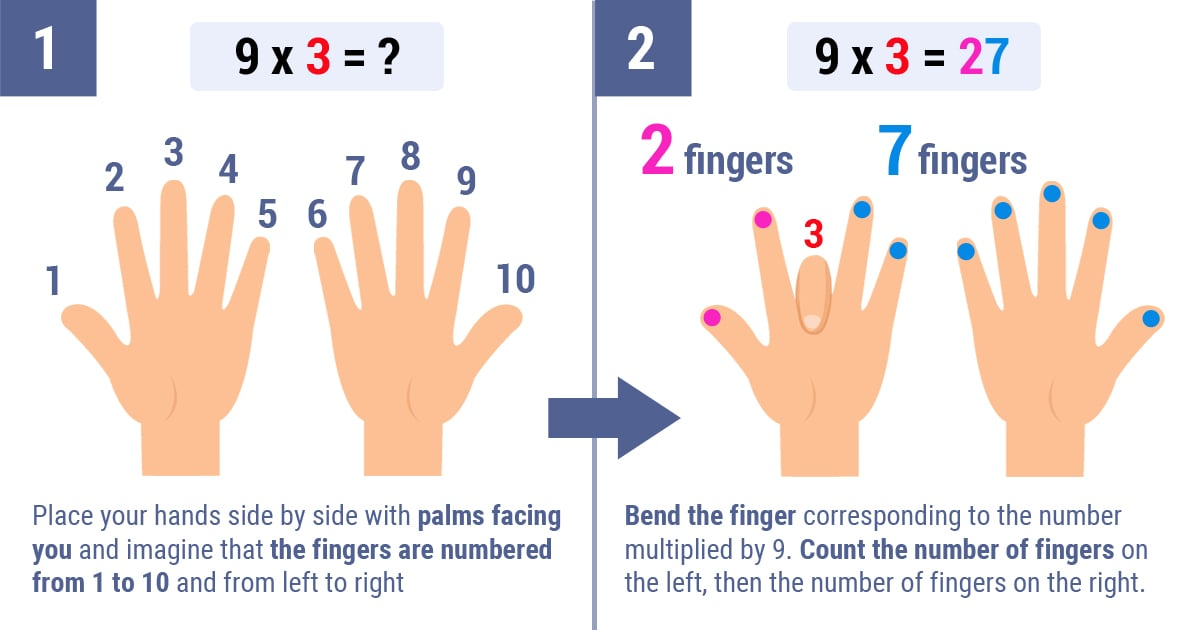 1
9 x 3 = ?
1
2
3
4
5
6
7
8
9
10
Place your hands side by side with palms facing
you and imagine that the fingers are numbered
from 1 to 10 and from left to right
2
9 x 3 = 27
2 fingers
7 fingers
3
Bend the finger corresponding to the number
multiplied by 9. Count the number of fingers on
the left, then the number of fingers on the right.